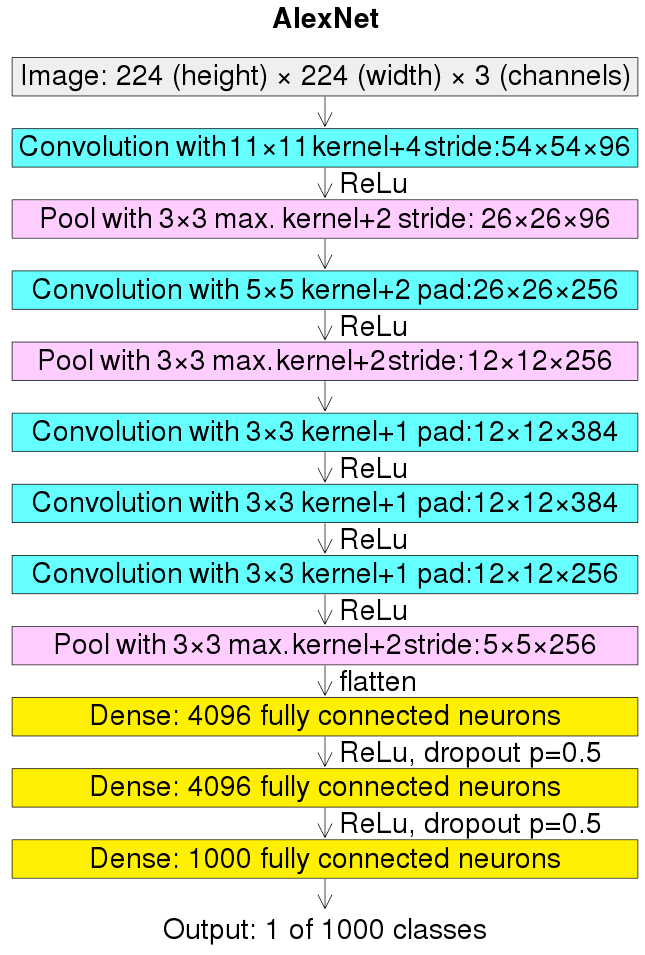 AlexNet
Image: 224 (height) × 224 (width) × 3 (channels)
Convolution with 11×11 kernel+4 stride:54×54×96
ReLu
Pool with 3×3 max. kernel+2 stride: 26×26×96
Convolution with 5×5 kernel+2 pad:26×26×256
ReLu
Pool with 3×3 max. kernel+2 stride:12×12×256
Convolution with 3×3 kernel+1 pad:12×12×384
ReLu
Convolution with 3×3 kernel+1 pad:12×12×384
ReLu
Convolution with 3×3 kernel+1 pad:12×12×256
ReLu
Pool with 3×3 max. kernel+2 stride:5×5×256
flatten
Dense: 4096 fully connected neurons
ReLu, dropout p=0.5
Dense: 4096 fully connected neurons
ReLu, dropout p=0.5
Dense: 1000 fully connected neurons
Output: 1 of 1000 classes